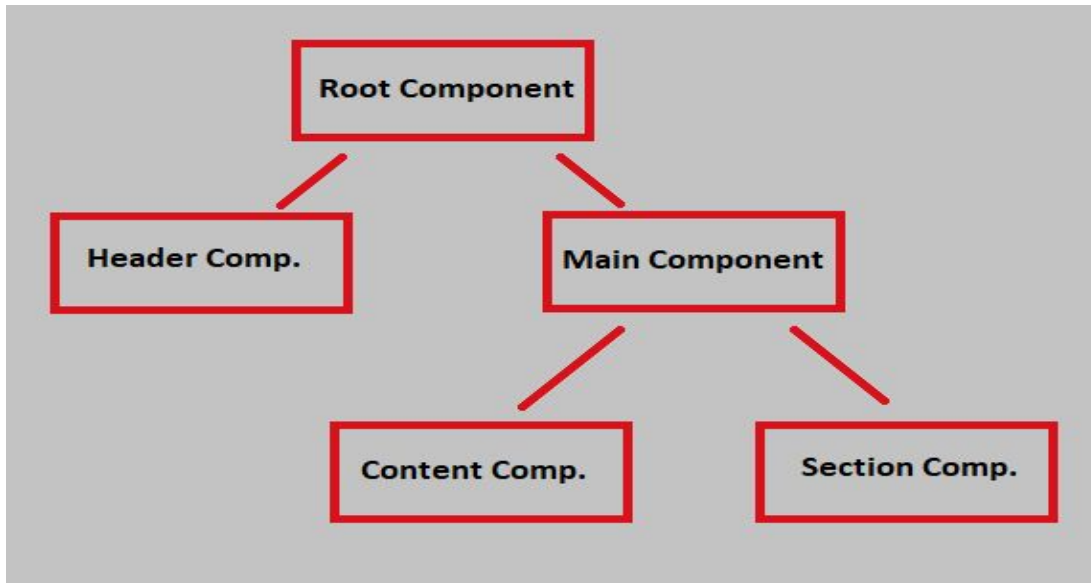 Root Component
Header Comp.
Main Component
Content Comp.
Section Comp.